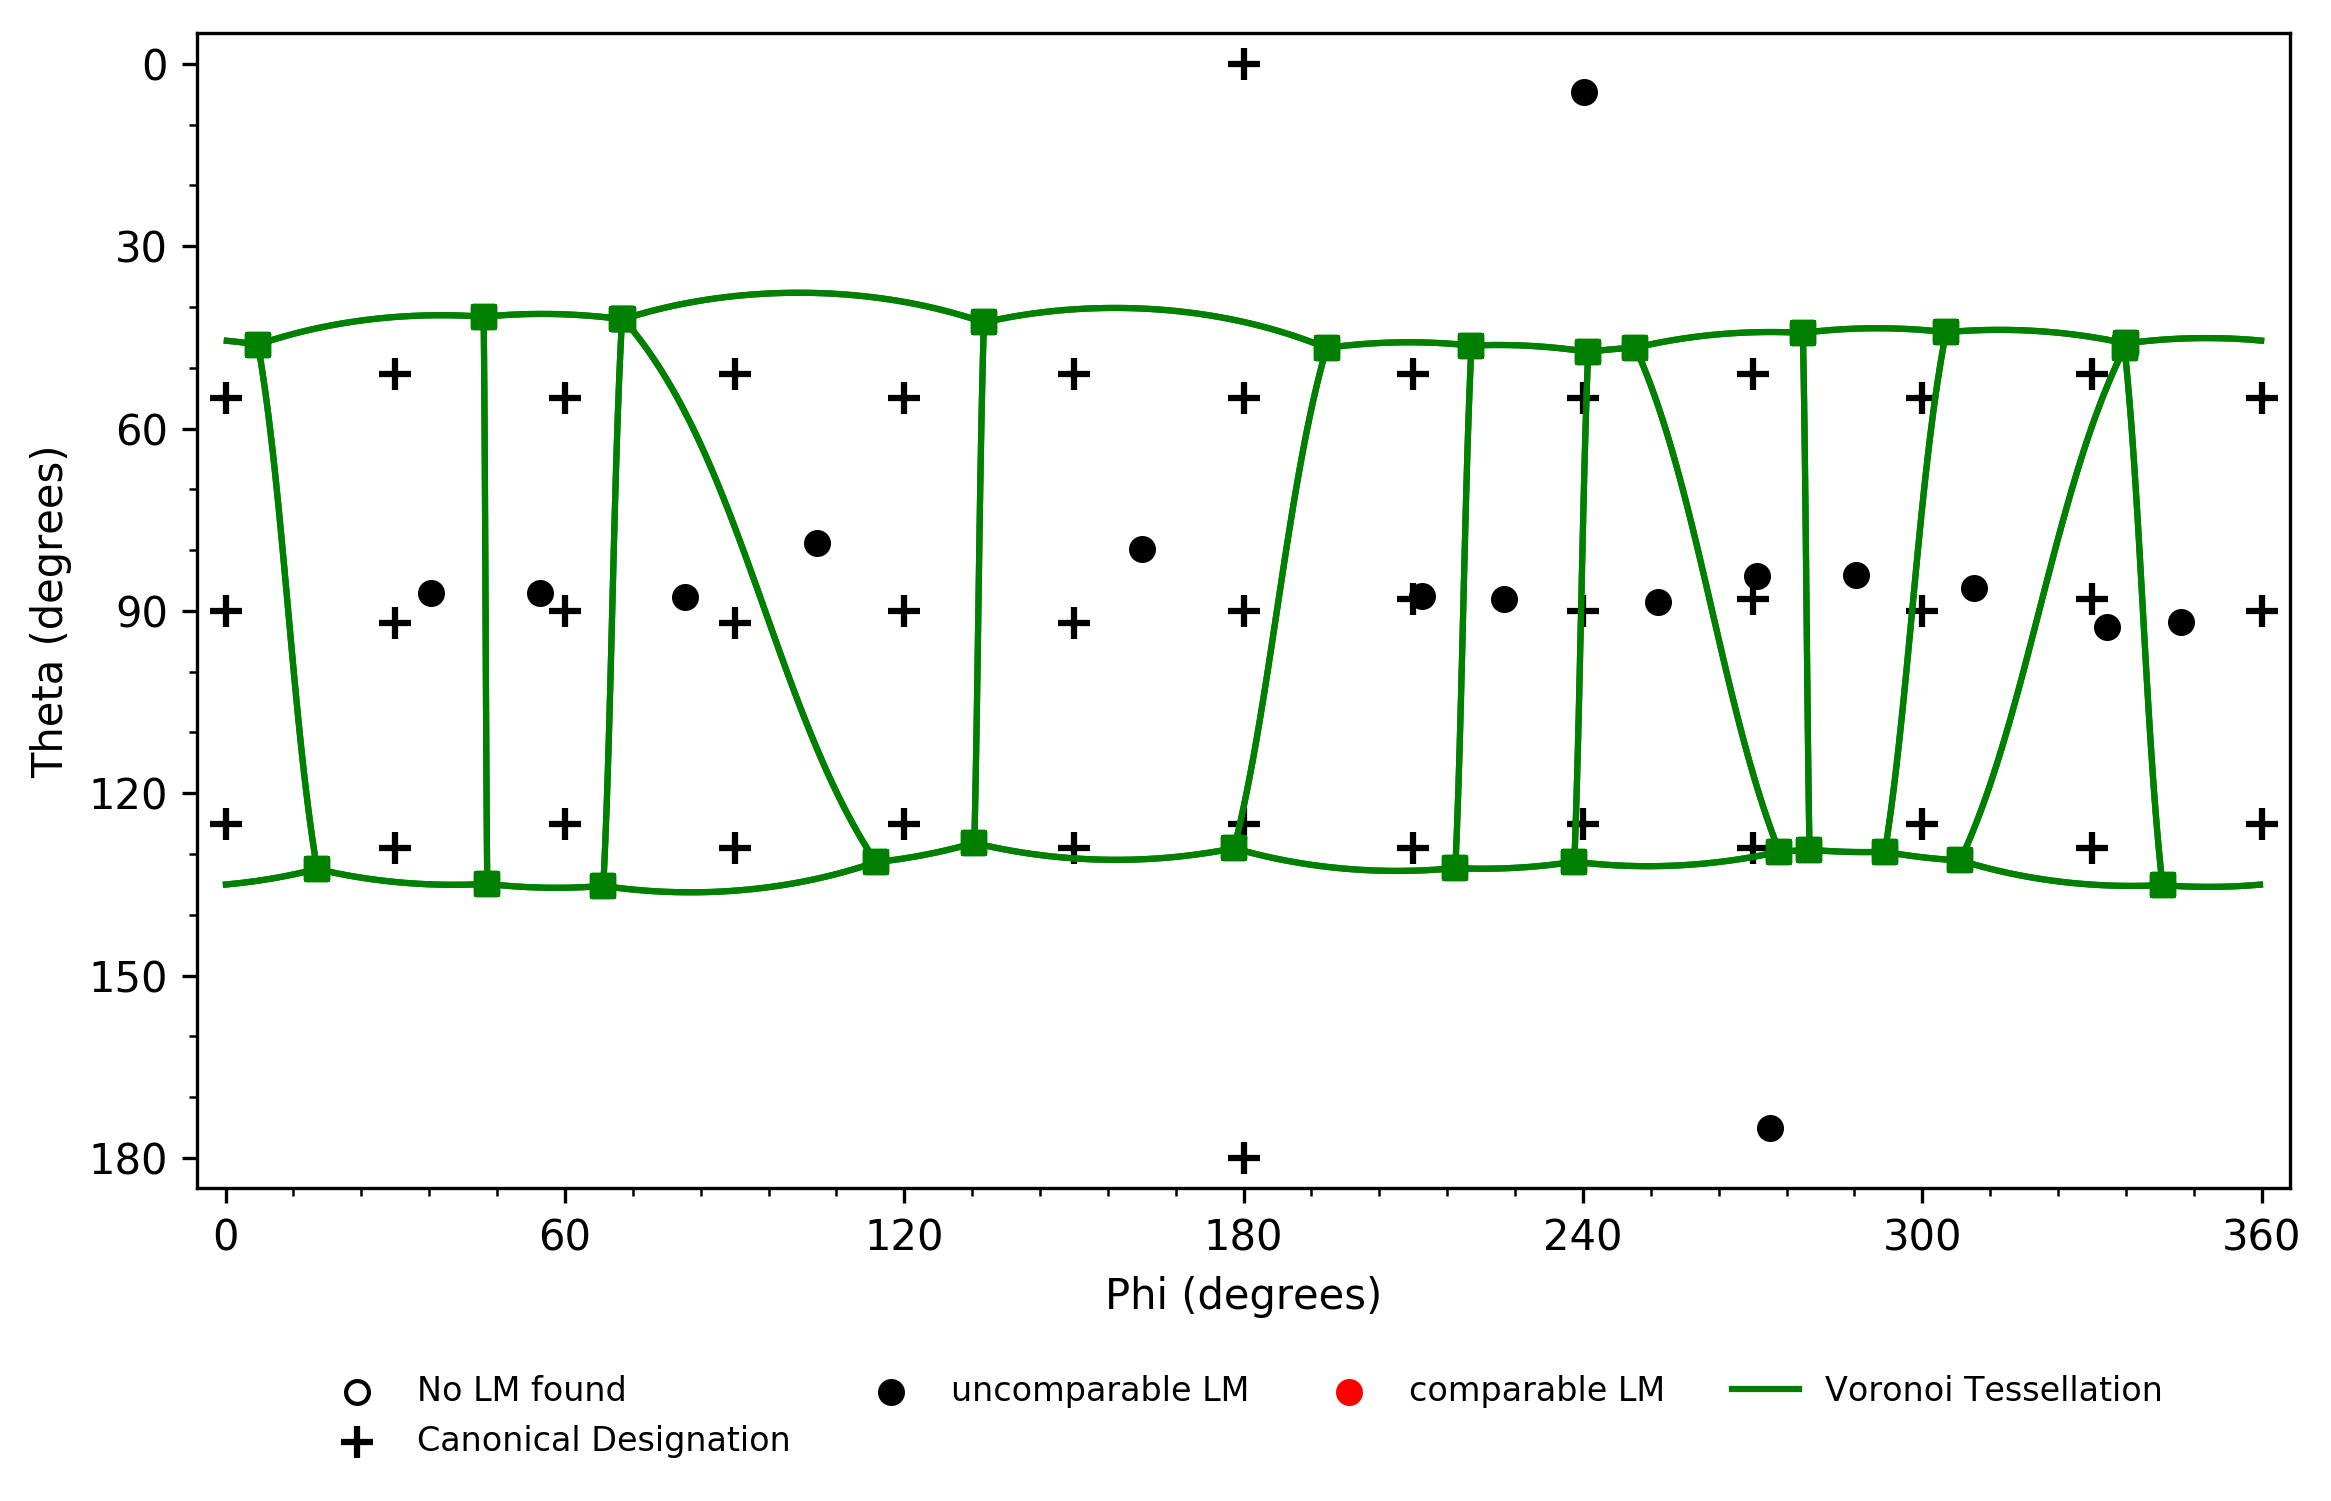 0
30
60
90
120
150
180
Theta (degrees)
0 60 120 180 240 300 360
Phi (degrees)
No LM found uncomparable LM comparable LM Voronoi Tessellation
Canonical Designation